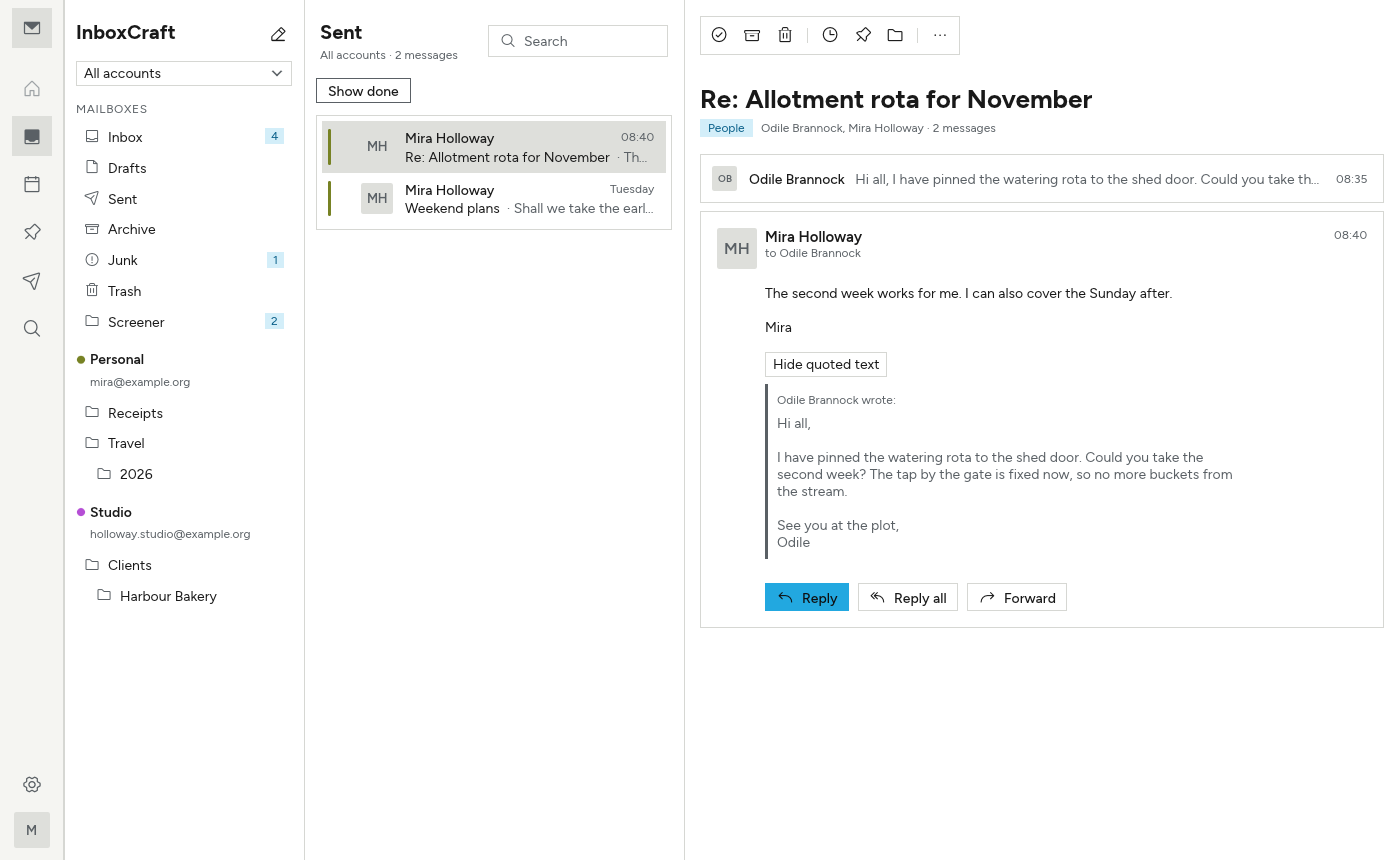 InboxCraft
All accounts
MAILBOXES
Inbox 4
Drafts
Sent
Archive
Junk 1
Trash
Screener 2
Personal
mira@example.org
Receipts
Travel
2026
Studio
holloway.studio@example.org
Clients
Harbour Bakery
M
Sent
All accounts · 2 messages
Search
Show done
MH Mira Holloway 08:40
Re: Allotment rota for November · Th...
MH Mira Holloway Tuesday
Weekend plans · Shall we take the earl...
Re: Allotment rota for November
People Odile Brannock, Mira Holloway · 2 messages
OB Odile Brannock Hi all, I have pinned the watering rota to the shed door. Could you take th... 08:35
MH Mira Holloway 08:40
to Odile Brannock
The second week works for me. I can also cover the Sunday after.
Mira
Hide quoted text
Odile Brannock wrote:
Hi all,
I have pinned the watering rota to the shed door. Could you take the
second week? The tap by the gate is fixed now, so no more buckets from
the stream.
See you at the plot,
Odile
Reply Reply all Forward